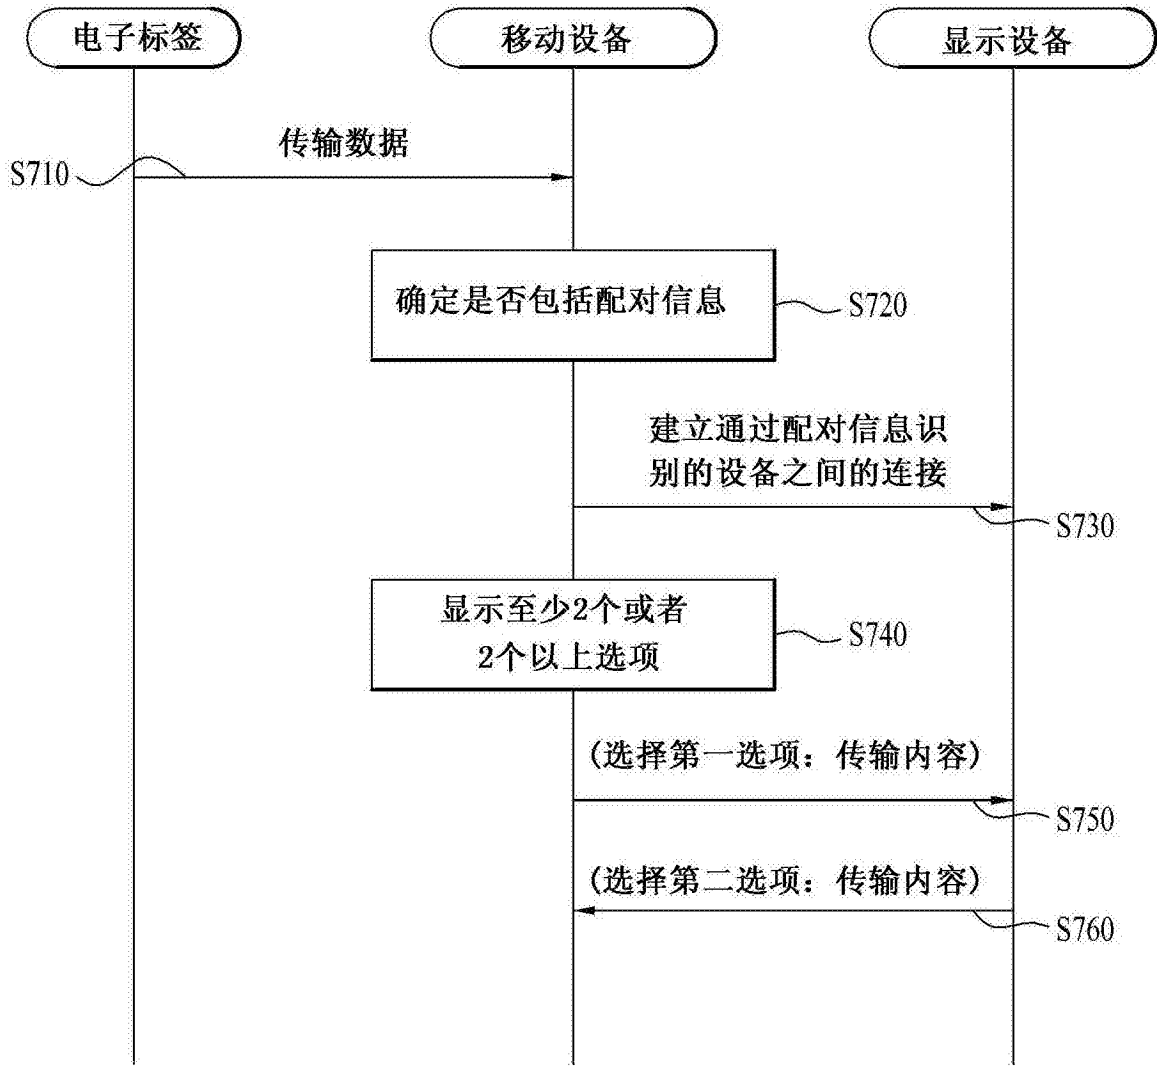 电子标签
移动设备
显示设备
传输数据
S710
确定是否包括配对信息
S720
建立通过配对信息识
别的设备之间的连接
S730
显示至少2个或者
2个以上选项
S740
(选择第一选项：传输内容)
S750
(选择第二选项：传输内容)
S760